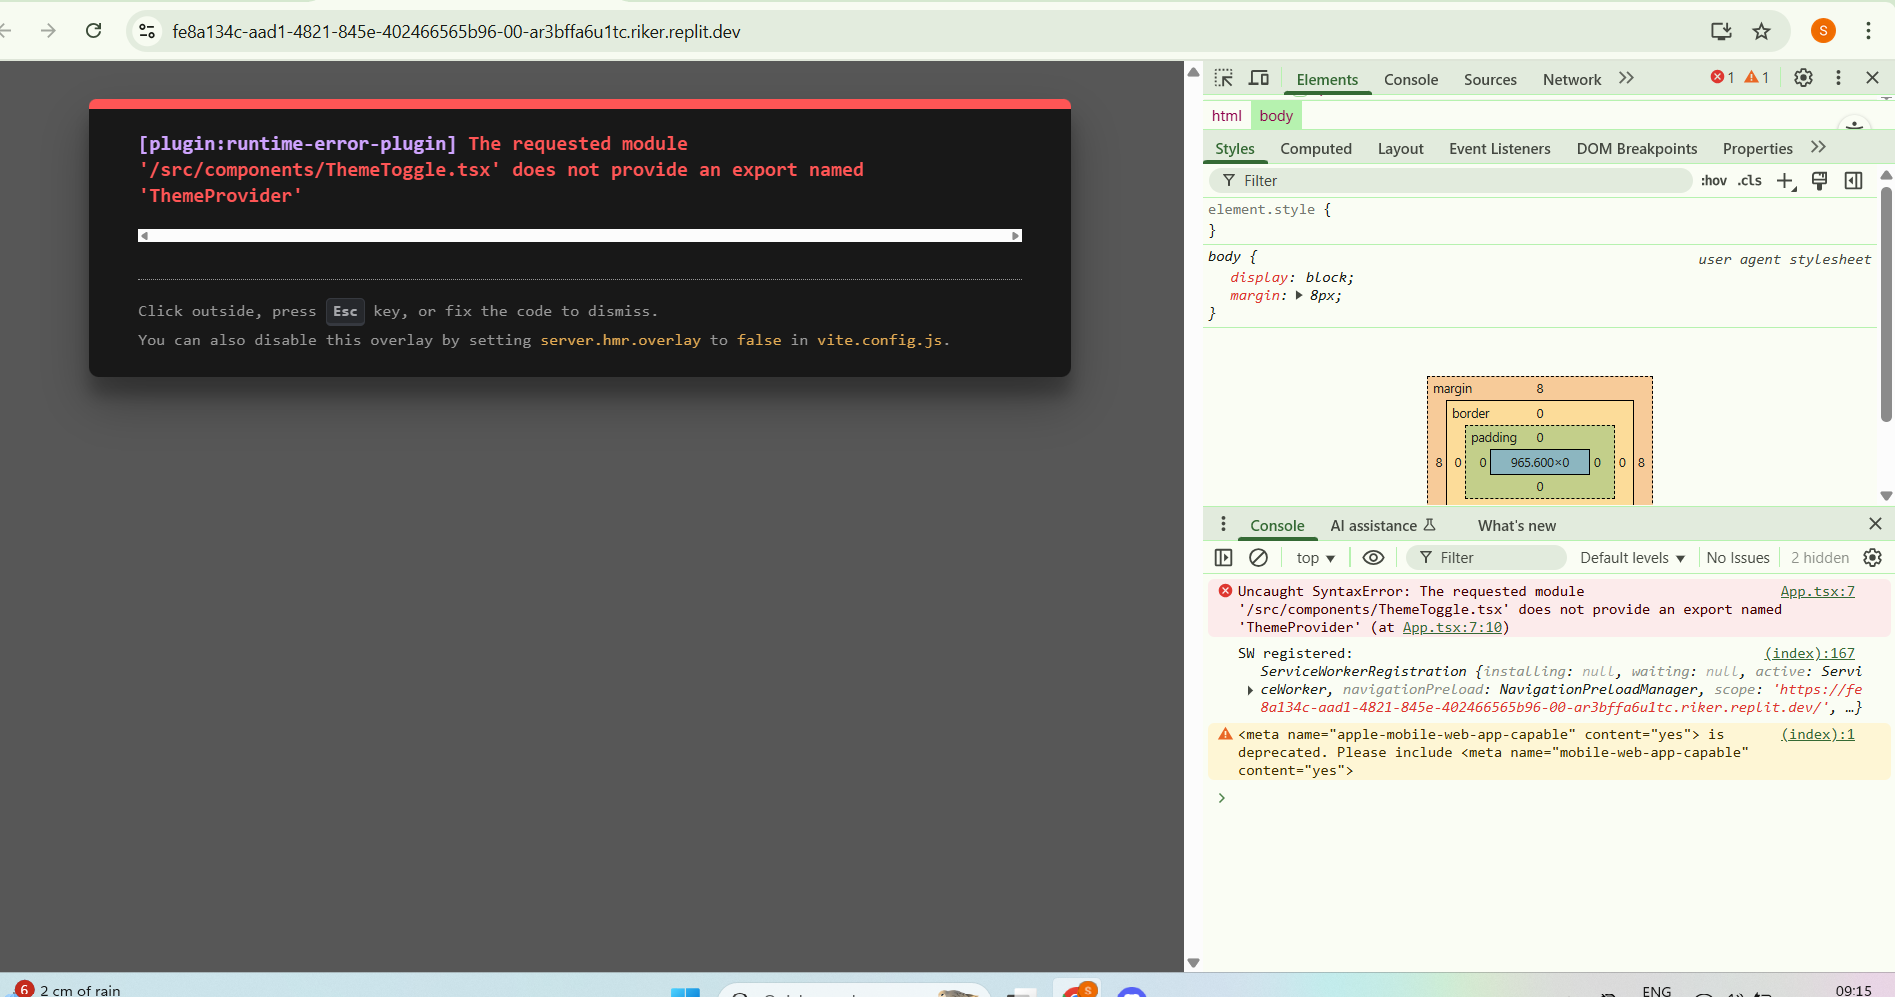 fe8a134c-aad1-4821-845e-402466565b96-00-ar3bffa6u1tc.riker.replit.dev
S
[plugin:runtime-error-plugin] The requested module
'/src/components/ThemeToggle.tsx' does not provide an export named
'ThemeProvider'
Click outside, press Esc key, or fix the code to dismiss.
You can also disable this overlay by setting server.hmr.overlay to false in vite.config.js.
Elements Console Sources Network 1 1
html body
Styles Computed Layout Event Listeners DOM Breakpoints Properties
Filter :hov .cls
element.style {
}
body { user agent stylesheet
display: block;
margin: 8px;
}
margin 8
border 0
padding 0
8 0 0 965.600×0 0 0 8
0
Console AI assistance What's new
top Filter Default levels No Issues 2 hidden
Uncaught SyntaxError: The requested module App.tsx:7
'/src/components/ThemeToggle.tsx' does not provide an export named
'ThemeProvider' (at App.tsx:7:10)
SW registered: (index):167
ServiceWorkerRegistration {installing: null, waiting: null, active: Servi
ceWorker, navigationPreload: NavigationPreloadManager, scope: 'https://fe
8a134c-aad1-4821-845e-402466565b96-00-ar3bffa6u1tc.riker.replit.dev/', …}
<meta name="apple-mobile-web-app-capable" content="yes"> is (index):1
deprecated. Please include <meta name="mobile-web-app-capable"
content="yes">
6 2 cm of rain
S
ENG
09:15